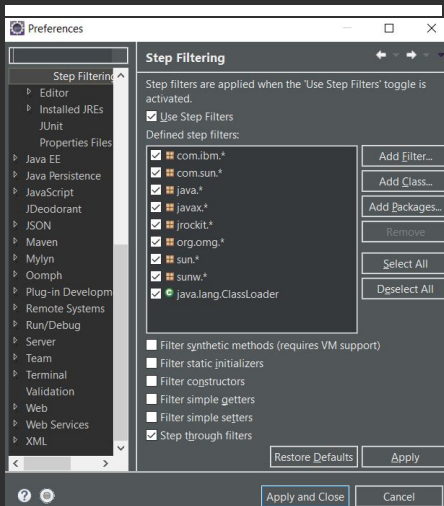 Preferences
Step Filtering
Editor
Installed JREs
JUnit
Properties Files
Java EE
Java Persistence
JavaScript
JDeodorant
JSON
Maven
Mylyn
Oomph
Plug-in Developm
Remote Systems
Run/Debug
Server
Team
Terminal
Validation
Web
Web Services
XML
Step Filtering
Step filters are applied when the 'Use Step Filters' toggle is
activated.
Use Step Filters
Defined step filters:
com.ibm.*
com.sun.*
java.*
javax.*
jrockit.*
org.omg.*
sun.*
sunw.*
java.lang.ClassLoader
Add Filter...
Add Class...
Add Packages...
Remove
Select All
Deselect All
Filter synthetic methods (requires VM support)
Filter static initializers
Filter constructors
Filter simple getters
Filter simple setters
Step through filters
Restore Defaults
Apply
Apply and Close
Cancel